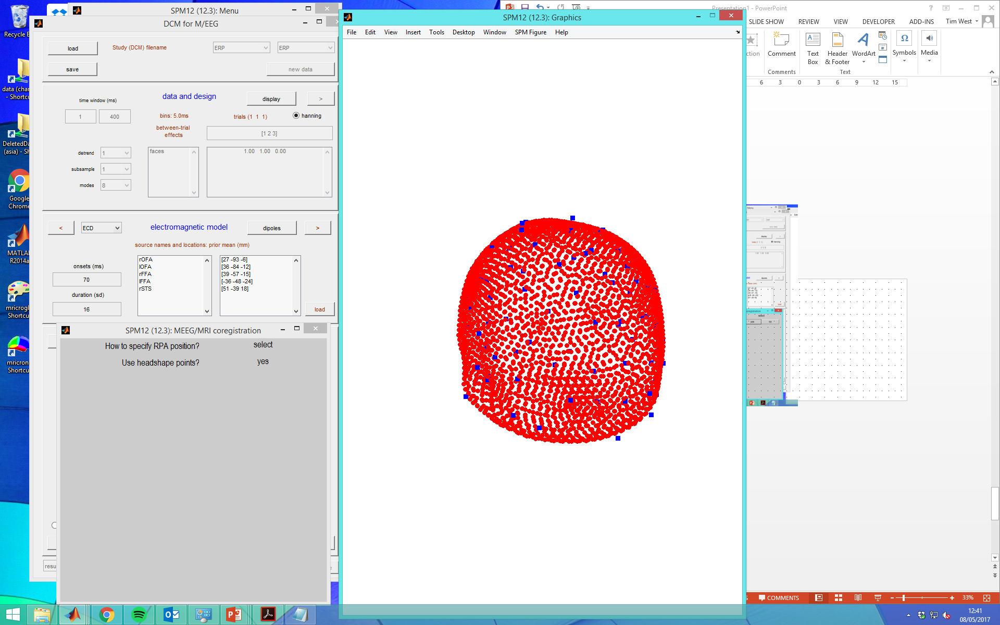 Recycle B
data (char
- Shortcu
DeletedDa
(asia) - Sh
Google
Chrome
MATLA
R2014a
mricrogl
Shortcu
mricron
Shortcu
SPM12 (12.3): Menu
DCM for M/EEG
load
Study (DCM) filename
ERP
ERP
save
new data
time window (ms)
data and design
display
>
1
400
bins: 5.0ms
trials (1 1 1)
hanning
between-trial
effects
[1 2 3]
detrend
1
faces
1.00 1.00 0.00
subsample
1
modes
8
<
ECD
electromagnetic model
dipoles
>
source names and locations: prior mean (mm)
onsets (ms)
70
duration (sd)
16
rOFA
lOFA
rFFA
lFFA
rSTS
[27 -93 -6]
[36 -84 -12]
[39 -57 -15]
[-36 -48 -24]
[51 -39 18]
load
SPM12 (12.3): MEEG/MRI coregistration
How to specify RPA position?
select
Use headshape points?
yes
resu
SPM12 (12.3): Graphics
File Edit View Insert Tools Desktop Window SPM Figure Help
Presentation1 - PowerPoint
SLIDE SHOW REVIEW VIEW DEVELOPER ADD-INS Tim West
ction
Comment
Text
Box
Header
& Footer
WordArt
Symbols
Media
Comments
Text
6 3 0 3 6 9 12 15
COMMENTS
33%
12:41
08/05/2017